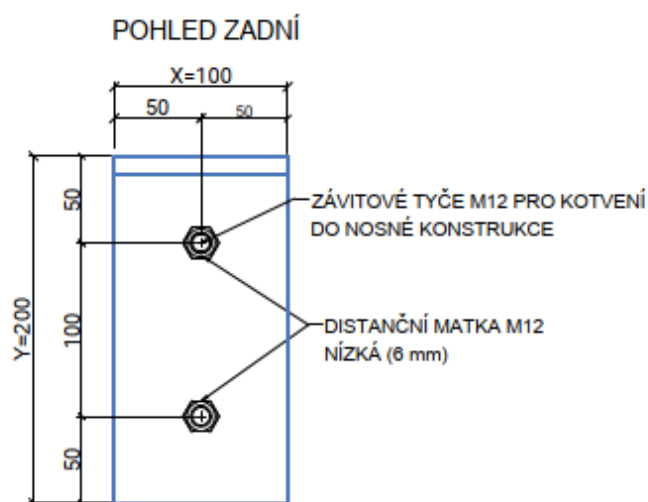 POHLED ZADNÍ
X=100
50
50
Y=200
50
100
50
ZÁVITOVÉ TYČE M12 PRO KOTVENÍ
DO NOSNÉ KONSTRUKCE
DISTANČNÍ MATKA M12
NÍZKÁ (6 mm)